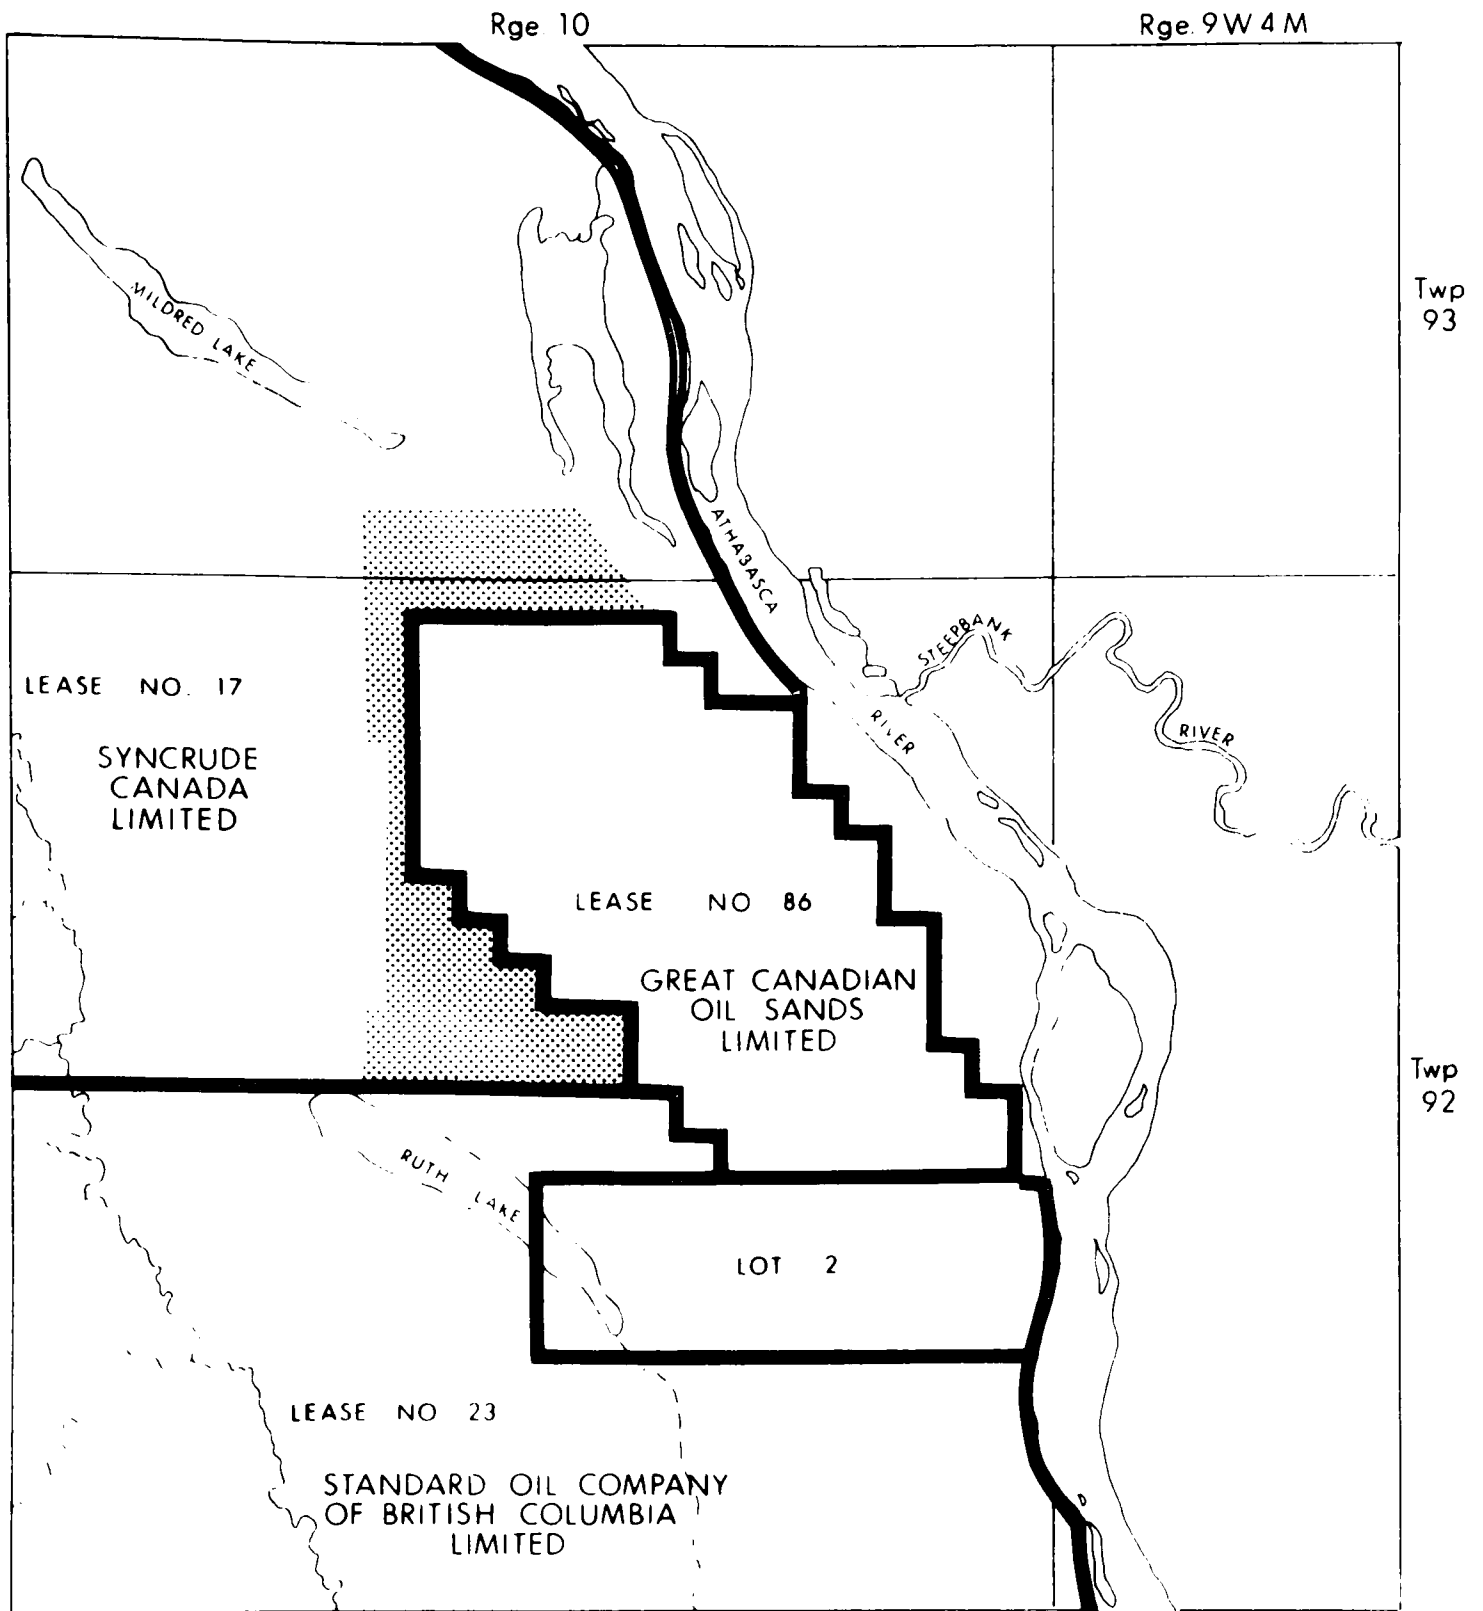 Rge. 10
Rge. 9 W 4 M
Twp
93
MILDRED LAKE
ATHABASCA
RIVER
STEEPBANK
RIVER
LEASE NO. 17
SYNCRUDE
CANADA
LIMITED
LEASE NO 86
GREAT CANADIAN
OIL SANDS
LIMITED
Twp
92
RUTH LAKE
LOT 2
LEASE NO 23
STANDARD OIL COMPANY
OF BRITISH COLUMBIA
LIMITED